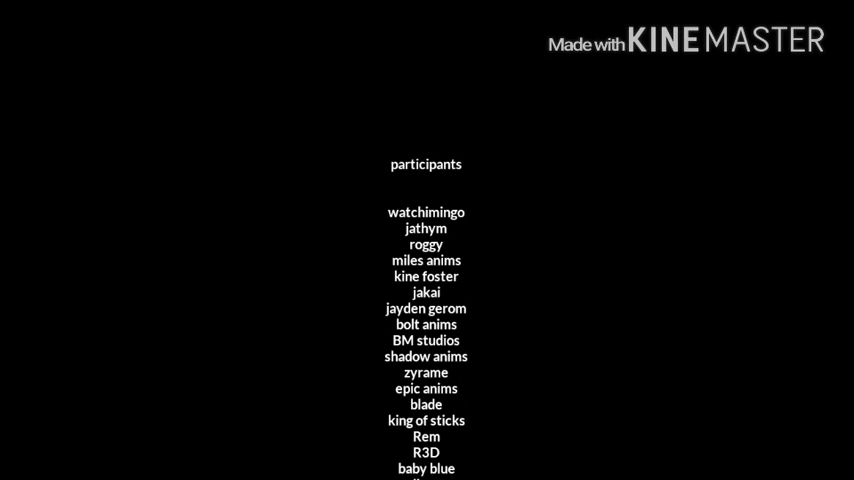 Made with KINEMASTER
participants
watchimingo
jathym
roggy
miles anims
kine foster
jakai
jayden gerom
bolt anims
BM studios
shadow anims
zyrame
epic anims
blade
king of sticks
Rem
R3D
baby blue